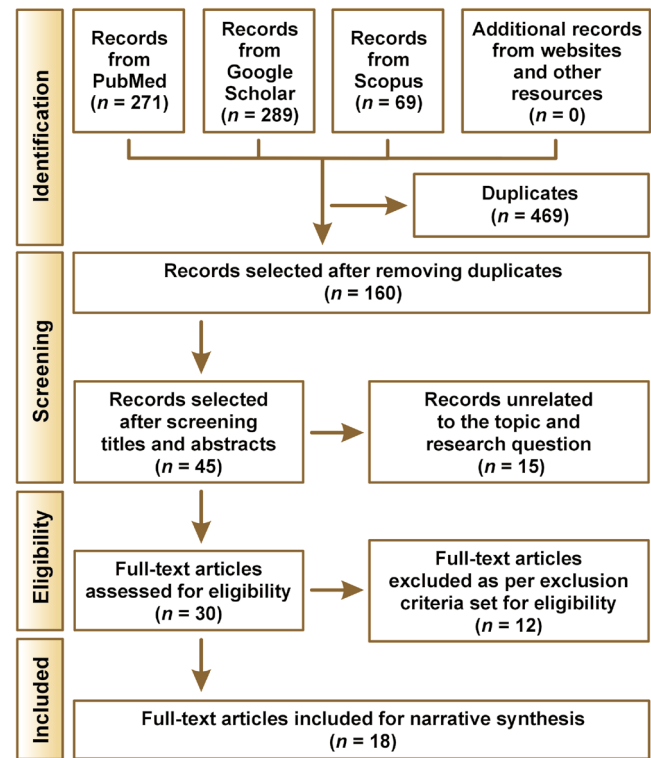 Identification
Records
from
PubMed
(n = 271)
Records
from
Google
Scholar
(n = 289)
Records
from
Scopus
(n = 69)
Additional records
from websites
and other
resources
(n = 0)
Duplicates
(n = 469)
Screening
Records selected after removing duplicates
(n = 160)
Records selected
after screening
titles and abstracts
(n = 45)
Records unrelated
to the topic and
research question
(n = 15)
Eligibility
Full-text articles
assessed for eligibility
(n = 30)
Full-text articles
excluded as per exclusion
criteria set for eligibility
(n = 12)
Included
Full-text articles included for narrative synthesis
(n = 18)